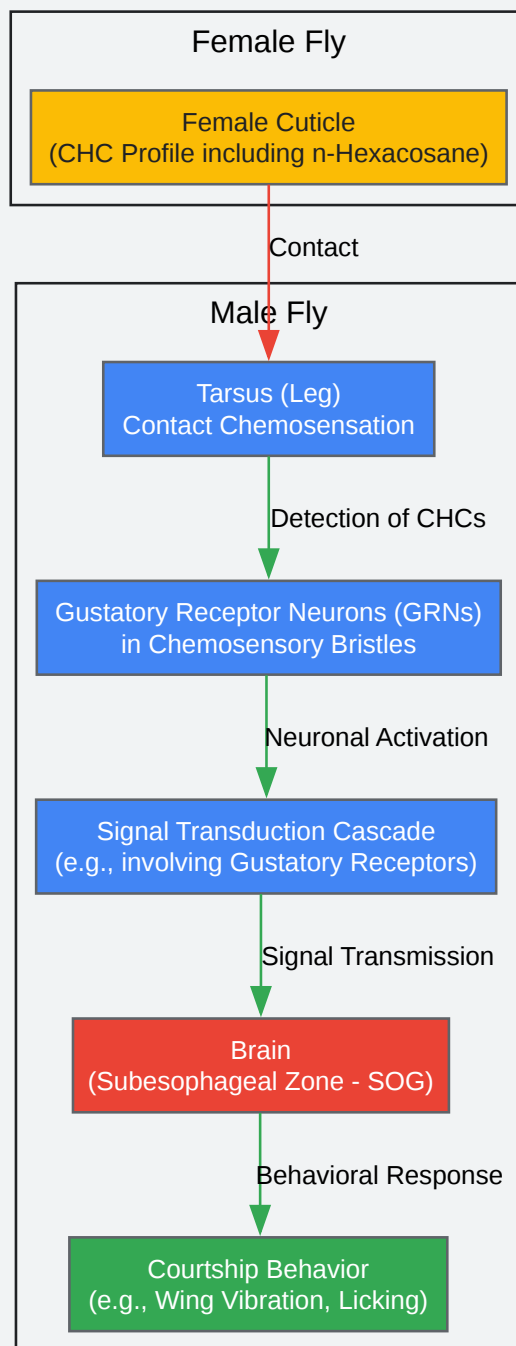 Female Fly
Female Cuticle
(CHC Profile including n-Hexacosane)
Contact
Male Fly
Tarsus (Leg)
Contact Chemosensation
Detection of CHCs
Gustatory Receptor Neurons (GRNs)
in Chemosensory Bristles
Neuronal Activation
Signal Transduction Cascade
(e.g., involving Gustatory Receptors)
Signal Transmission
Brain
(Subesophageal Zone - SOG)
Behavioral Response
Courtship Behavior
(e.g., Wing Vibration, Licking)